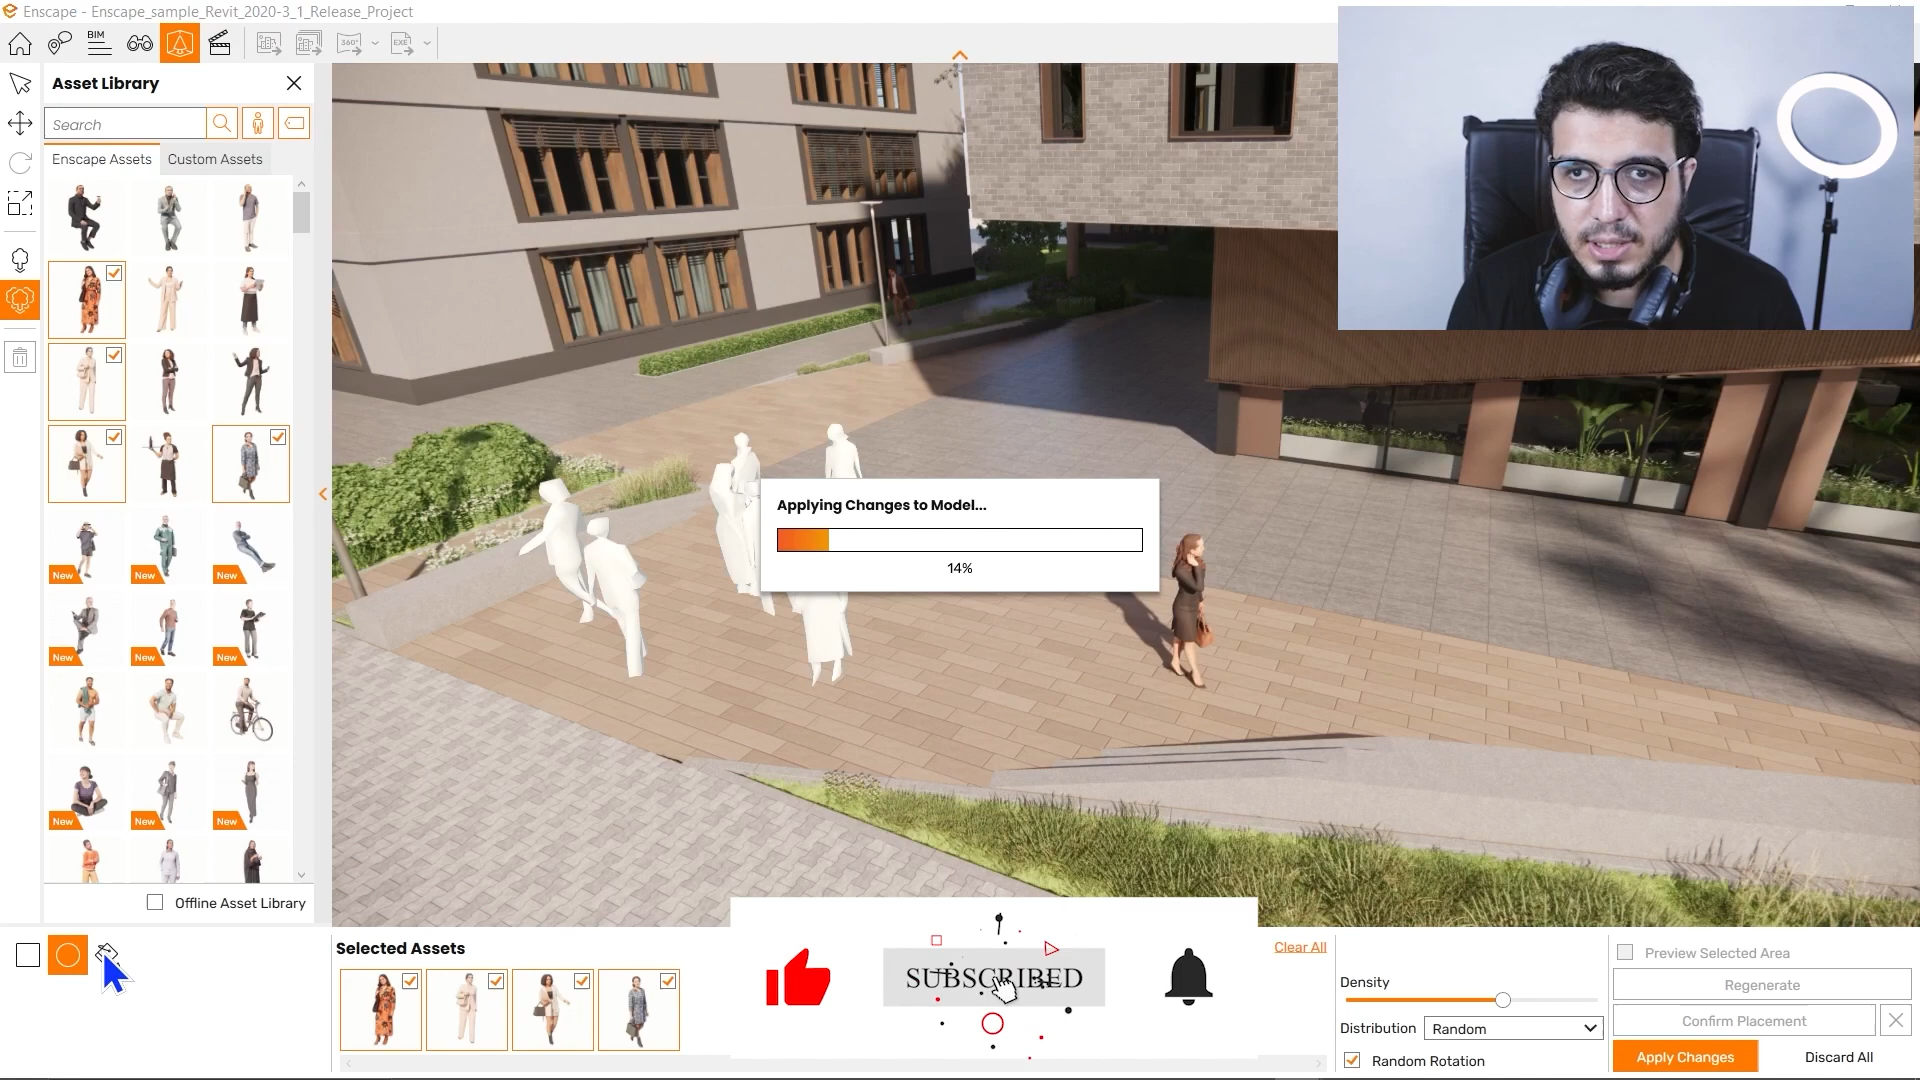 Enscape - Enscape_sample_Revit_2020-3_1_Release_Project
BIM
360°
EXE
Asset Library
Search
Enscape Assets
Custom Assets
New
New
New
New
New
New
New
New
New
Offline Asset Library
Applying Changes to Model...
14%
Selected Assets
Clear All
SUBSCRIBED
Density
Distribution
Random
Random Rotation
Preview Selected Area
Regenerate
Confirm Placement
Apply Changes
Discard All